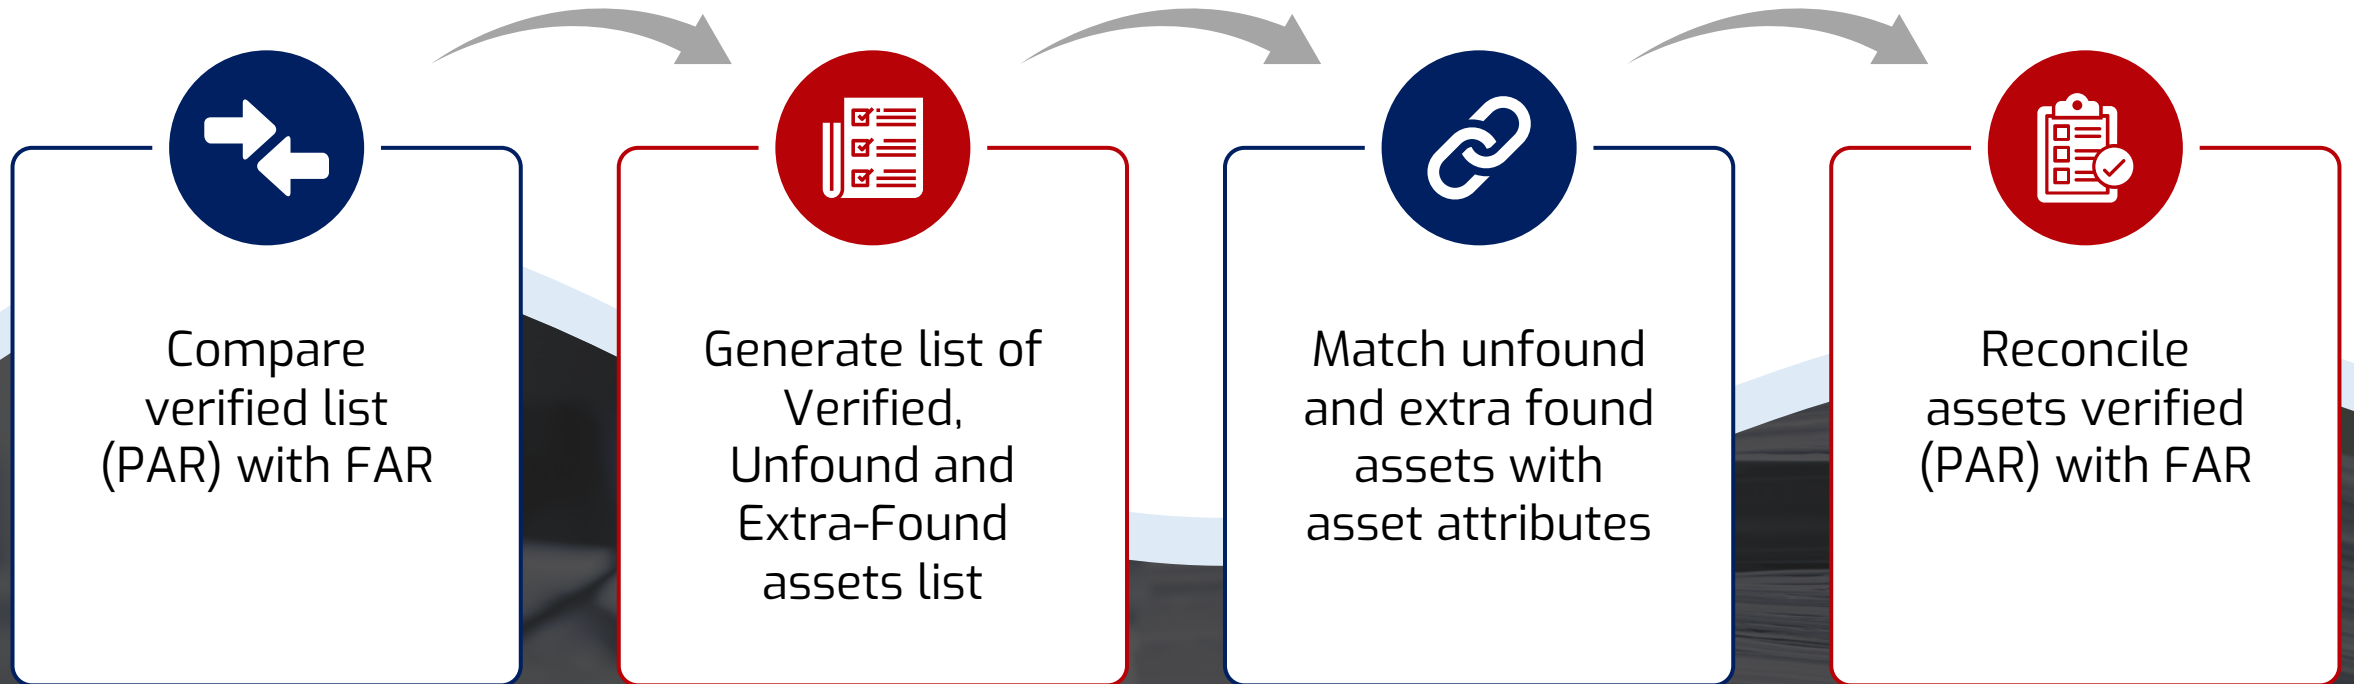 Compare
verified list
(PAR) with FAR
Generate list of
Verified,
Unfound and
Extra-Found
assets list
Match unfound
and extra found
assets with
asset attributes
Reconcile
assets verified
(PAR) with FAR